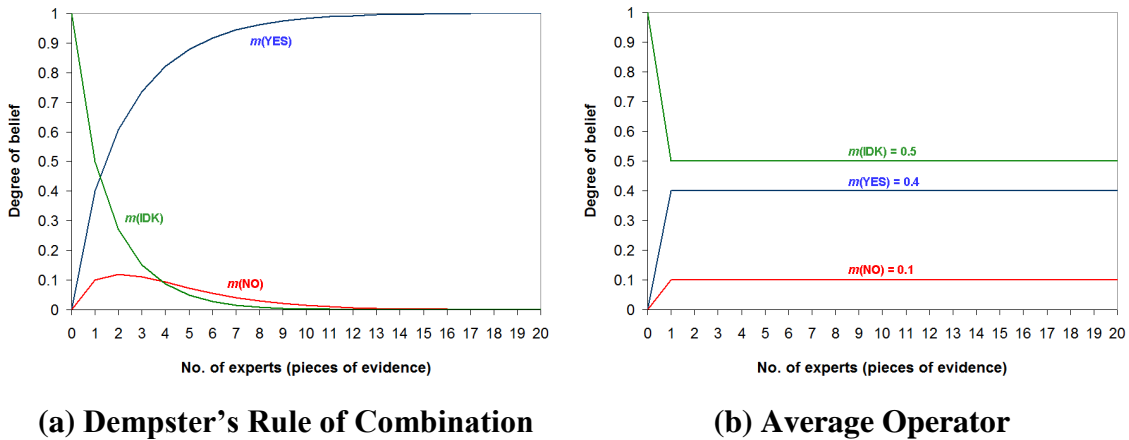 1
0.9
0.8
0.7
0.6
0.5
0.4
0.3
0.2
0.1
0
Degree of belief
m(YES)
m(IDK)
m(NO)
0 1 2 3 4 5 6 7 8 9 10 11 12 13 14 15 16 17 18 19 20
No. of experts (pieces of evidence)
(a) Dempster's Rule of Combination
1
0.9
0.8
0.7
0.6
0.5
0.4
0.3
0.2
0.1
0
Degree of belief
m(IDK) = 0.5
m(YES) = 0.4
m(NO) = 0.1
0 1 2 3 4 5 6 7 8 9 10 11 12 13 14 15 16 17 18 19 20
No. of experts (pieces of evidence)
(b) Average Operator